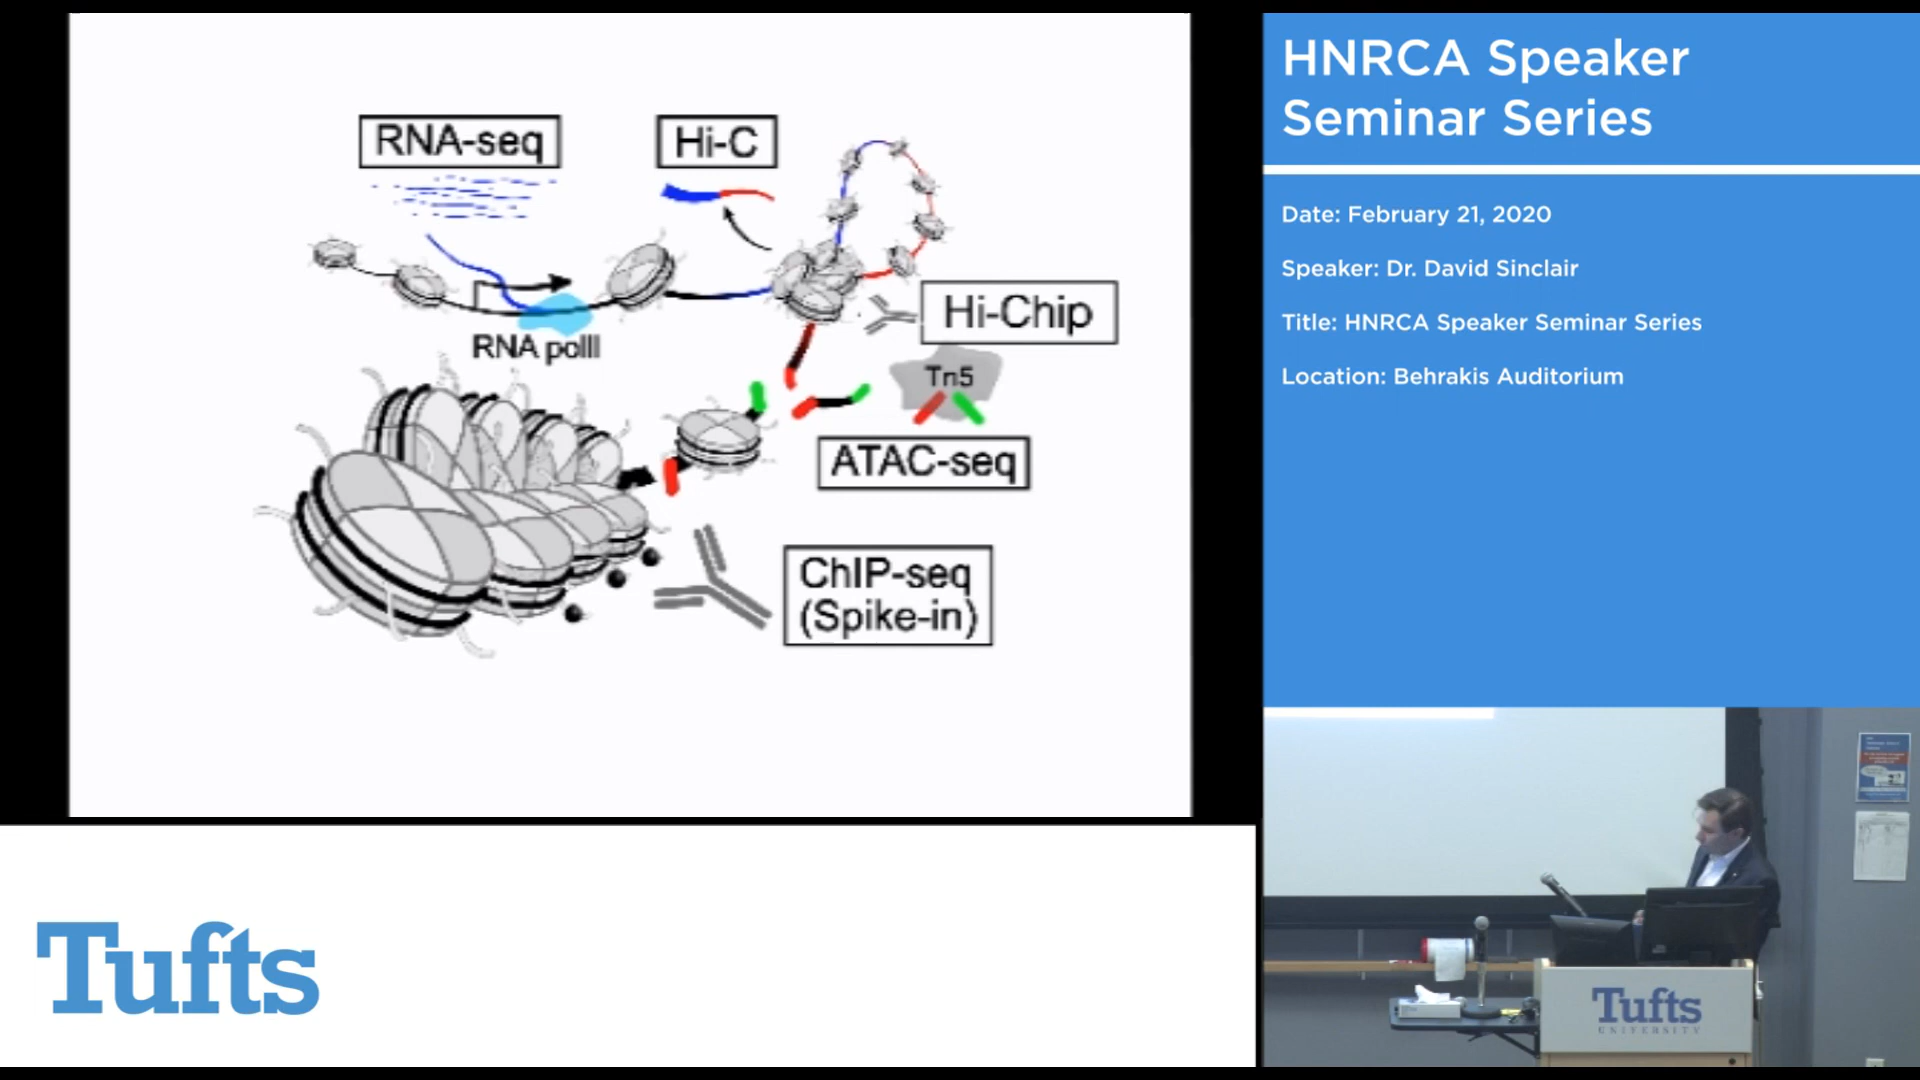 RNA-seq
Hi-C
Hi-Chip
RNA polII
Tn5
ATAC-seq
ChIP-seq
(Spike-in)
HNRCA Speaker
Seminar Series
Date: February 21, 2020
Speaker: Dr. David Sinclair
Title: HNRCA Speaker Seminar Series
Location: Behrakis Auditorium
Tufts
Tufts
UNIVERSITY